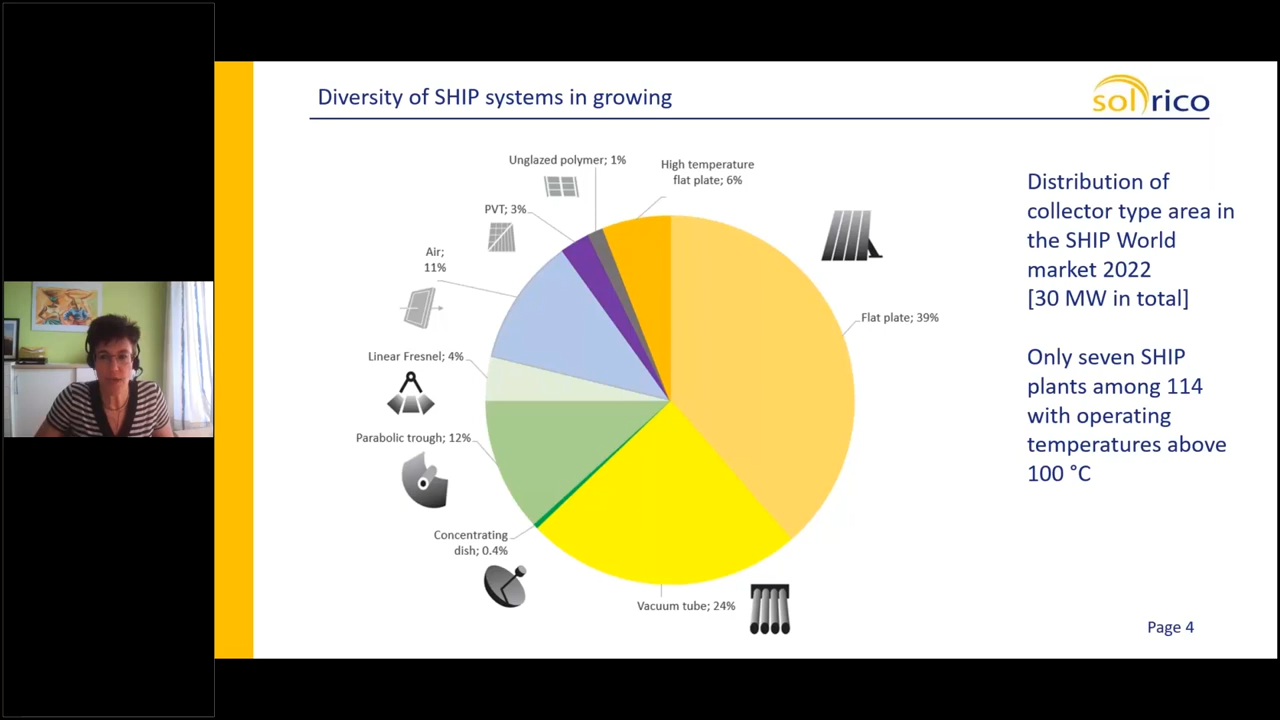 Diversity of SHIP systems in growing
solrico
Unglazed polymer; 1%
High temperature
flat plate; 6%
PVT; 3%
Air;
11%
Flat plate; 39%
Linear Fresnel; 4%
Parabolic trough; 12%
Concentrating
dish; 0.4%
Vacuum tube; 24%
Distribution of
collector type area in
the SHIP World
market 2022
[30 MW in total]
Only seven SHIP
plants among 114
with operating
temperatures above
100 °C
Page 4